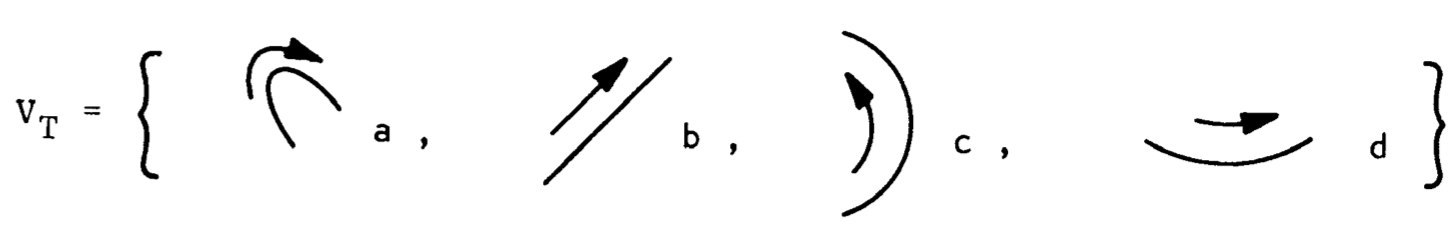 V_T = { a , b , c , d }